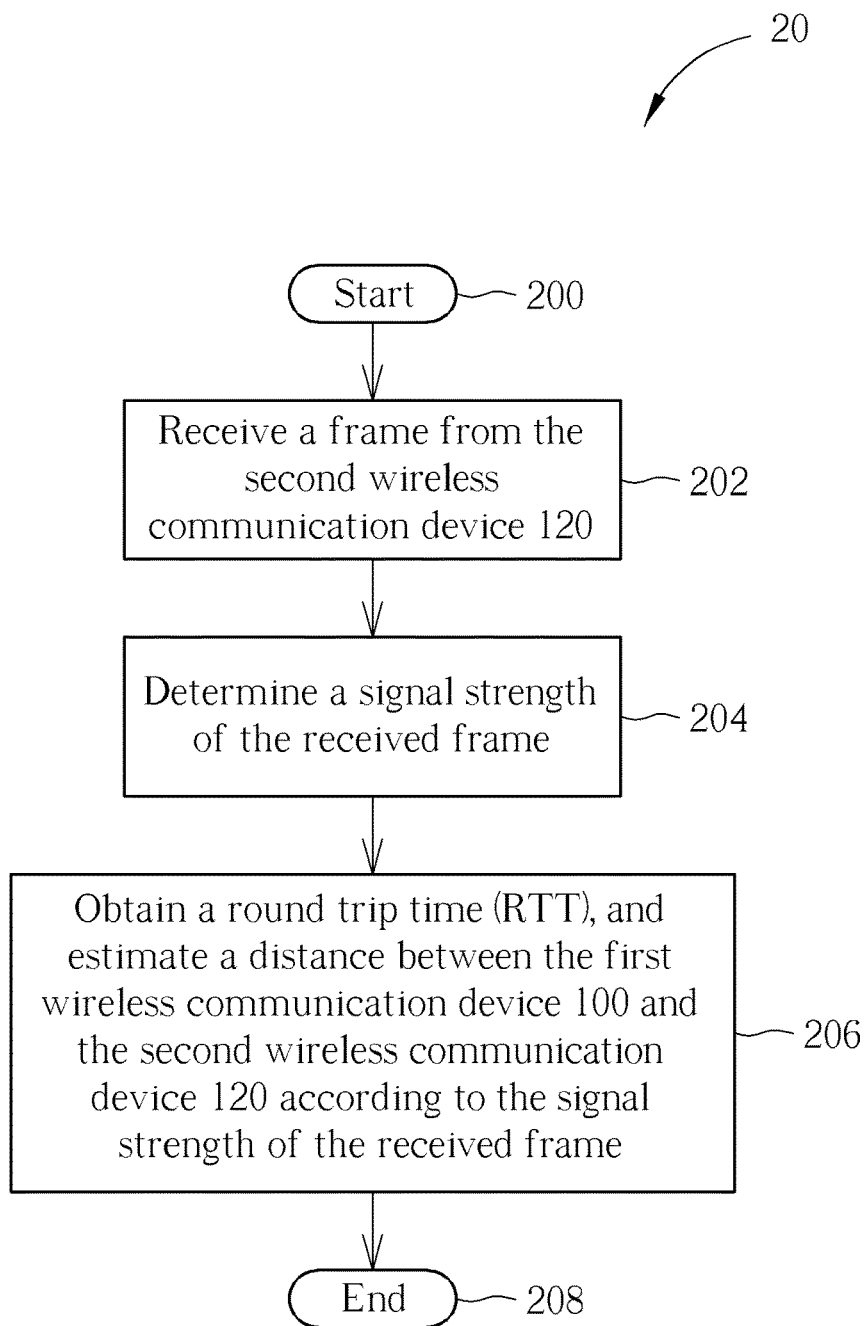 20
Start
200
Receive a frame from the
second wireless
communication device 120
202
Determine a signal strength
of the received frame
204
Obtain a round trip time (RTT), and
estimate a distance between the first
wireless communication device 100 and
the second wireless communication
device 120 according to the signal
strength of the received frame
206
End
208